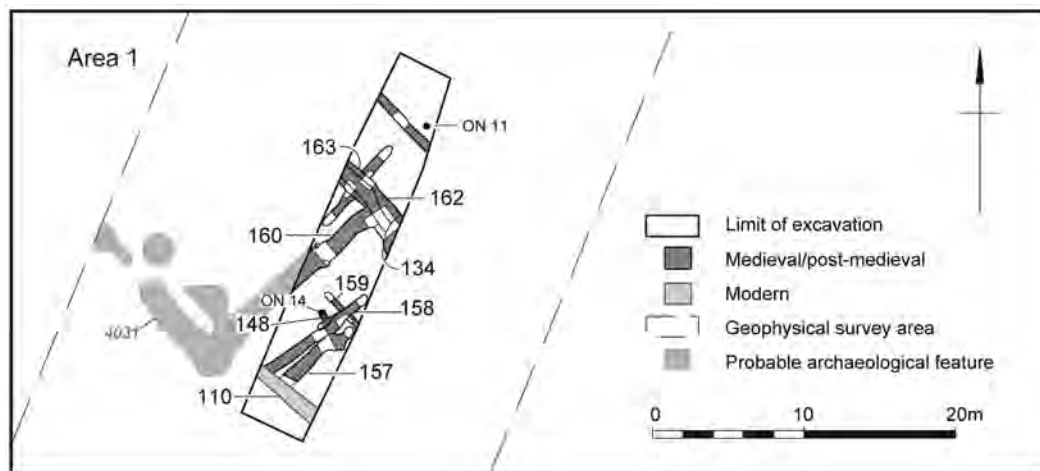 Area 1
ON 11
163
162
160
134
159
ON 14
158
148
4031
157
110
Limit of excavation
Medieval/post-medieval
Modern
Geophysical survey area
Probable archaeological feature
0 10 20m